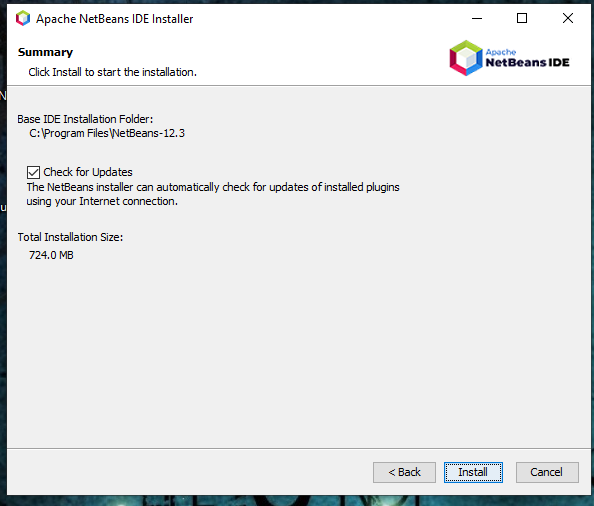 Apache NetBeans IDE Installer
Summary
Click Install to start the installation.
Apache
NetBeans IDE
Base IDE Installation Folder:
C:\Program Files\NetBeans-12.3
Check for Updates
The NetBeans installer can automatically check for updates of installed plugins
using your Internet connection.
Total Installation Size:
724.0 MB
< Back
Install
Cancel